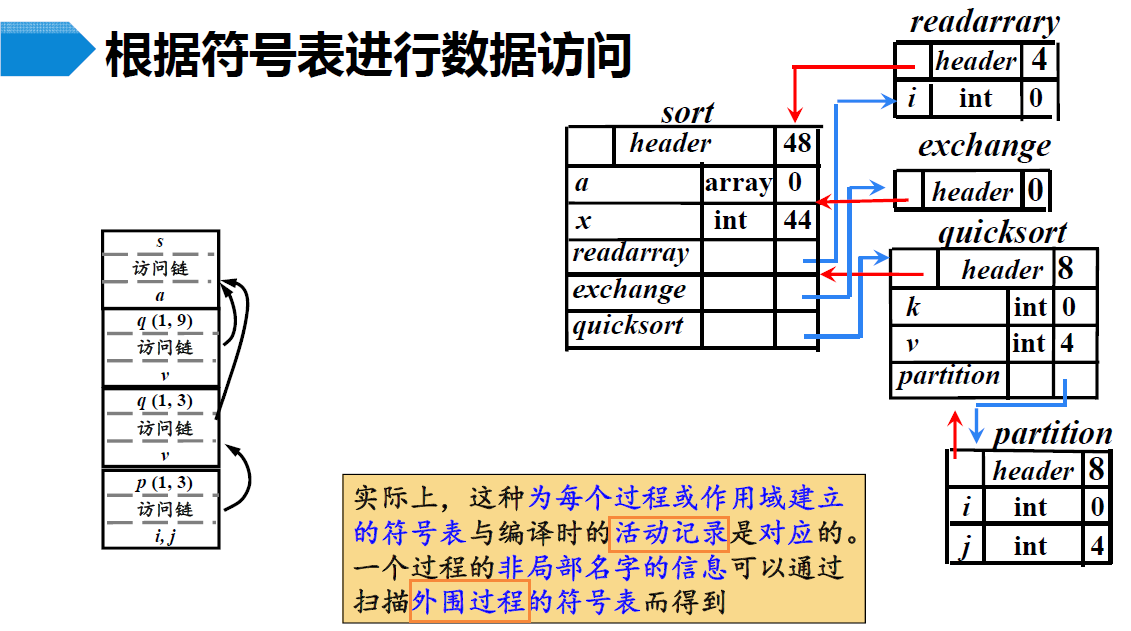 根据符号表进行数据访问
readarrary
header 4
i int 0
sort
header 48
a array 0
x int 44
readarray
exchange
quicksort
exchange
header 0
quicksort
header 8
k int 0
v int 4
partition
partition
header 8
i int 0
j int 4
s
访问链
a
q (1, 9)
访问链
v
q (1, 3)
访问链
v
p (1, 3)
访问链
i, j
实际上，这种为每个过程或作用域建立
的符号表与编译时的活动记录是对应的。
一个过程的非局部名字的信息可以通过
扫描外围过程的符号表而得到